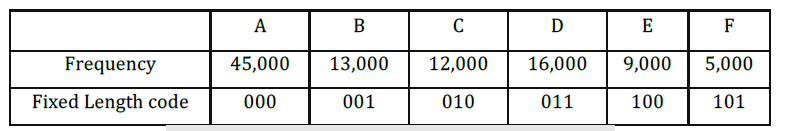 A B C D E F
Frequency 45,000 13,000 12,000 16,000 9,000 5,000
Fixed Length code 000 001 010 011 100 101